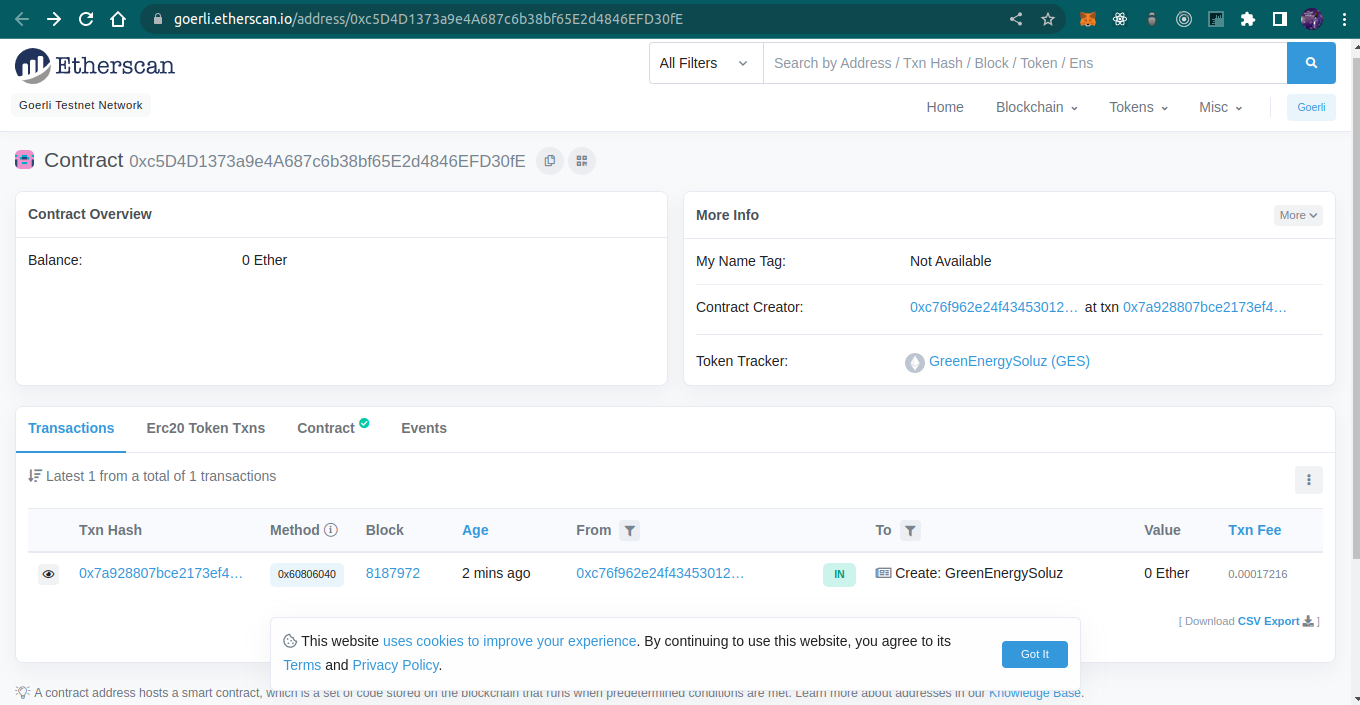 goerli.etherscan.io/address/0xc5D4D1373a9e4A687c6b38bf65E2d4846EFD30fE
Etherscan
All Filters
Search by Address / Txn Hash / Block / Token / Ens
Goerli Testnet Network
Home Blockchain Tokens Misc Goerli
Contract 0xc5D4D1373a9e4A687c6b38bf65E2d4846EFD30fE
Contract Overview
Balance: 0 Ether
More Info More
My Name Tag: Not Available
Contract Creator: 0xc76f962e24f43453012… at txn 0x7a928807bce2173ef4…
Token Tracker: GreenEnergySoluz (GES)
Transactions Erc20 Token Txns Contract Events
Latest 1 from a total of 1 transactions
Txn Hash Method Block Age From To Value Txn Fee
0x7a928807bce2173ef4… 0x60806040 8187972 2 mins ago 0xc76f962e24f43453012… IN Create: GreenEnergySoluz 0 Ether 0.00017216
[ Download CSV Export ]
This website uses cookies to improve your experience. By continuing to use this website, you agree to its
Terms and Privacy Policy.
Got It
A contract address hosts a smart contract, which is a set of code stored on the blockchain that runs when predetermined conditions are met. Learn more about addresses in our Knowledge Base.